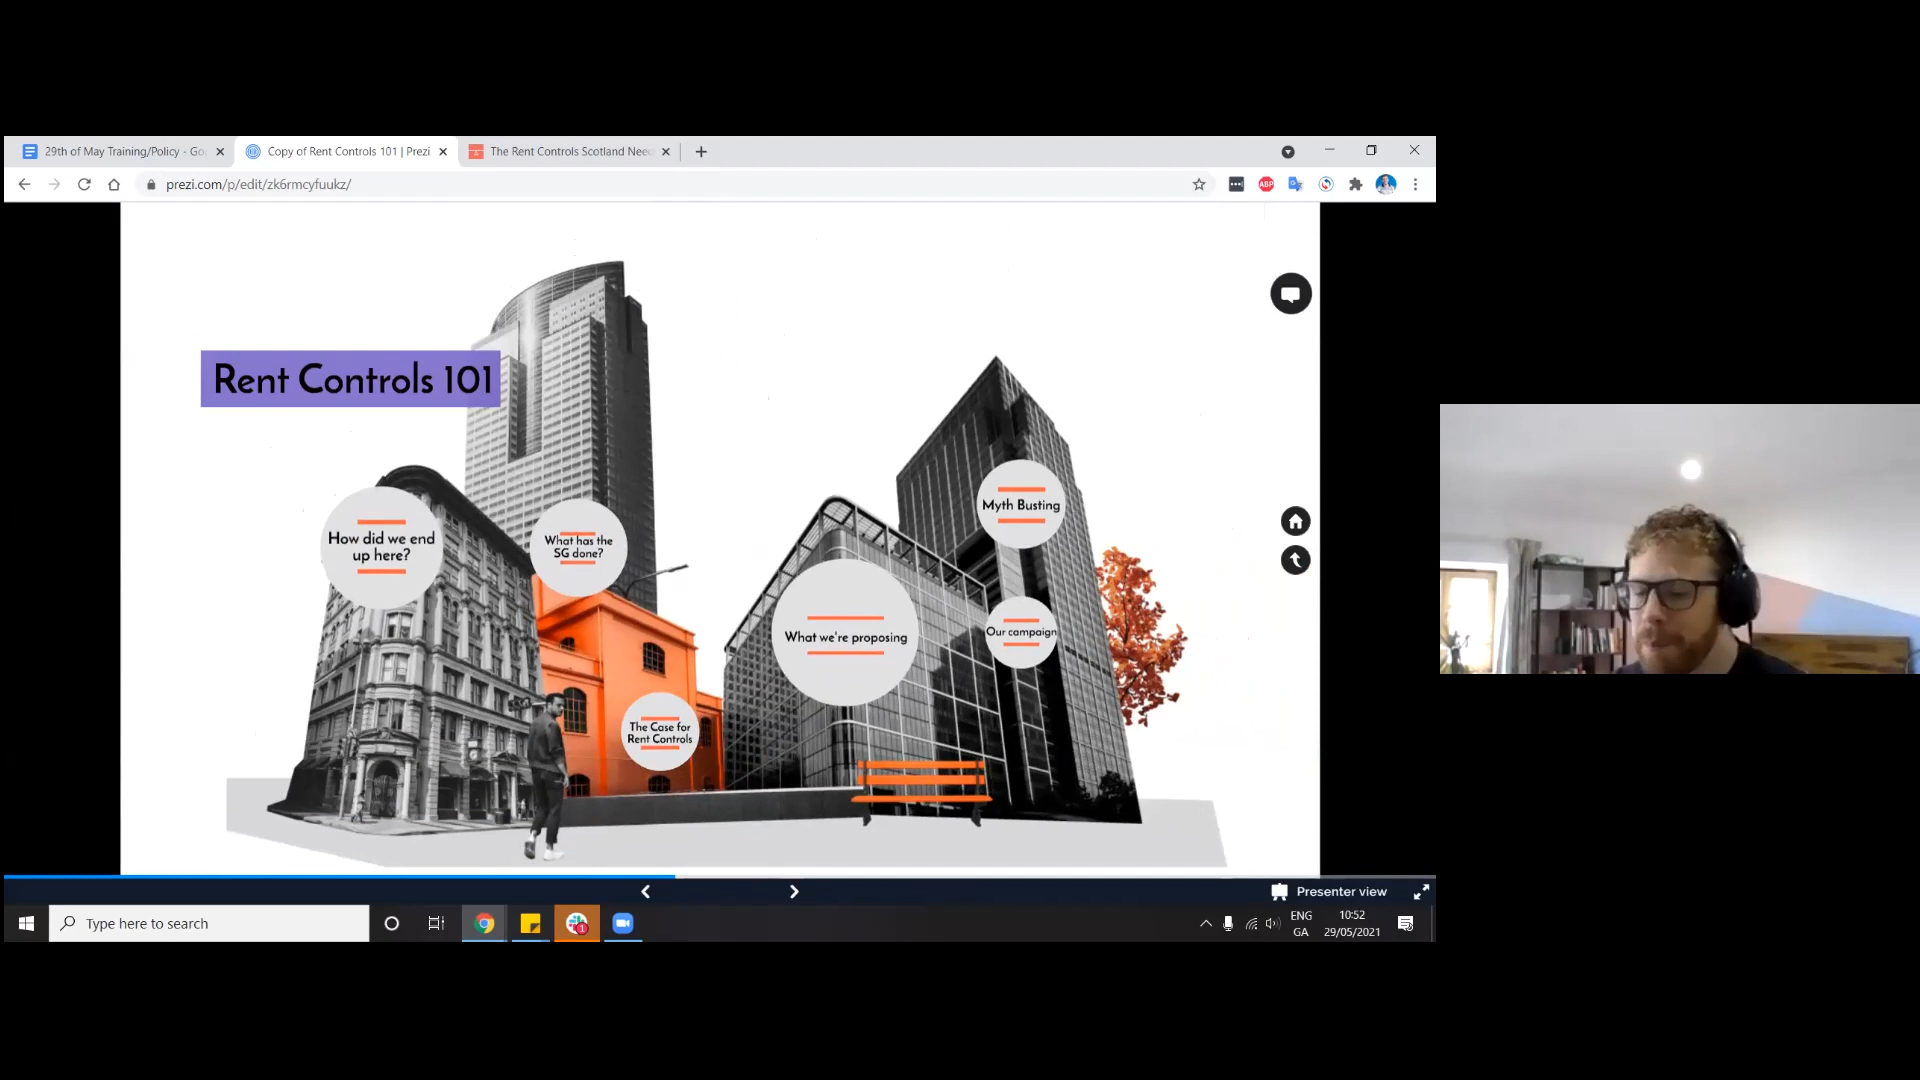 29th of May Training/Policy - Go
Copy of Rent Controls 101 | Prezi
The Rent Controls Scotland Need
prezi.com/p/edit/zk6rmcyfuukz/
ABP
Rent Controls 101
How did we end
up here?
What has the
SG done?
The Case for
Rent Controls
What we're proposing
Myth Busting
Our campaign
Presenter view
Type here to search
1
ENG
GA
10:52
29/05/2021